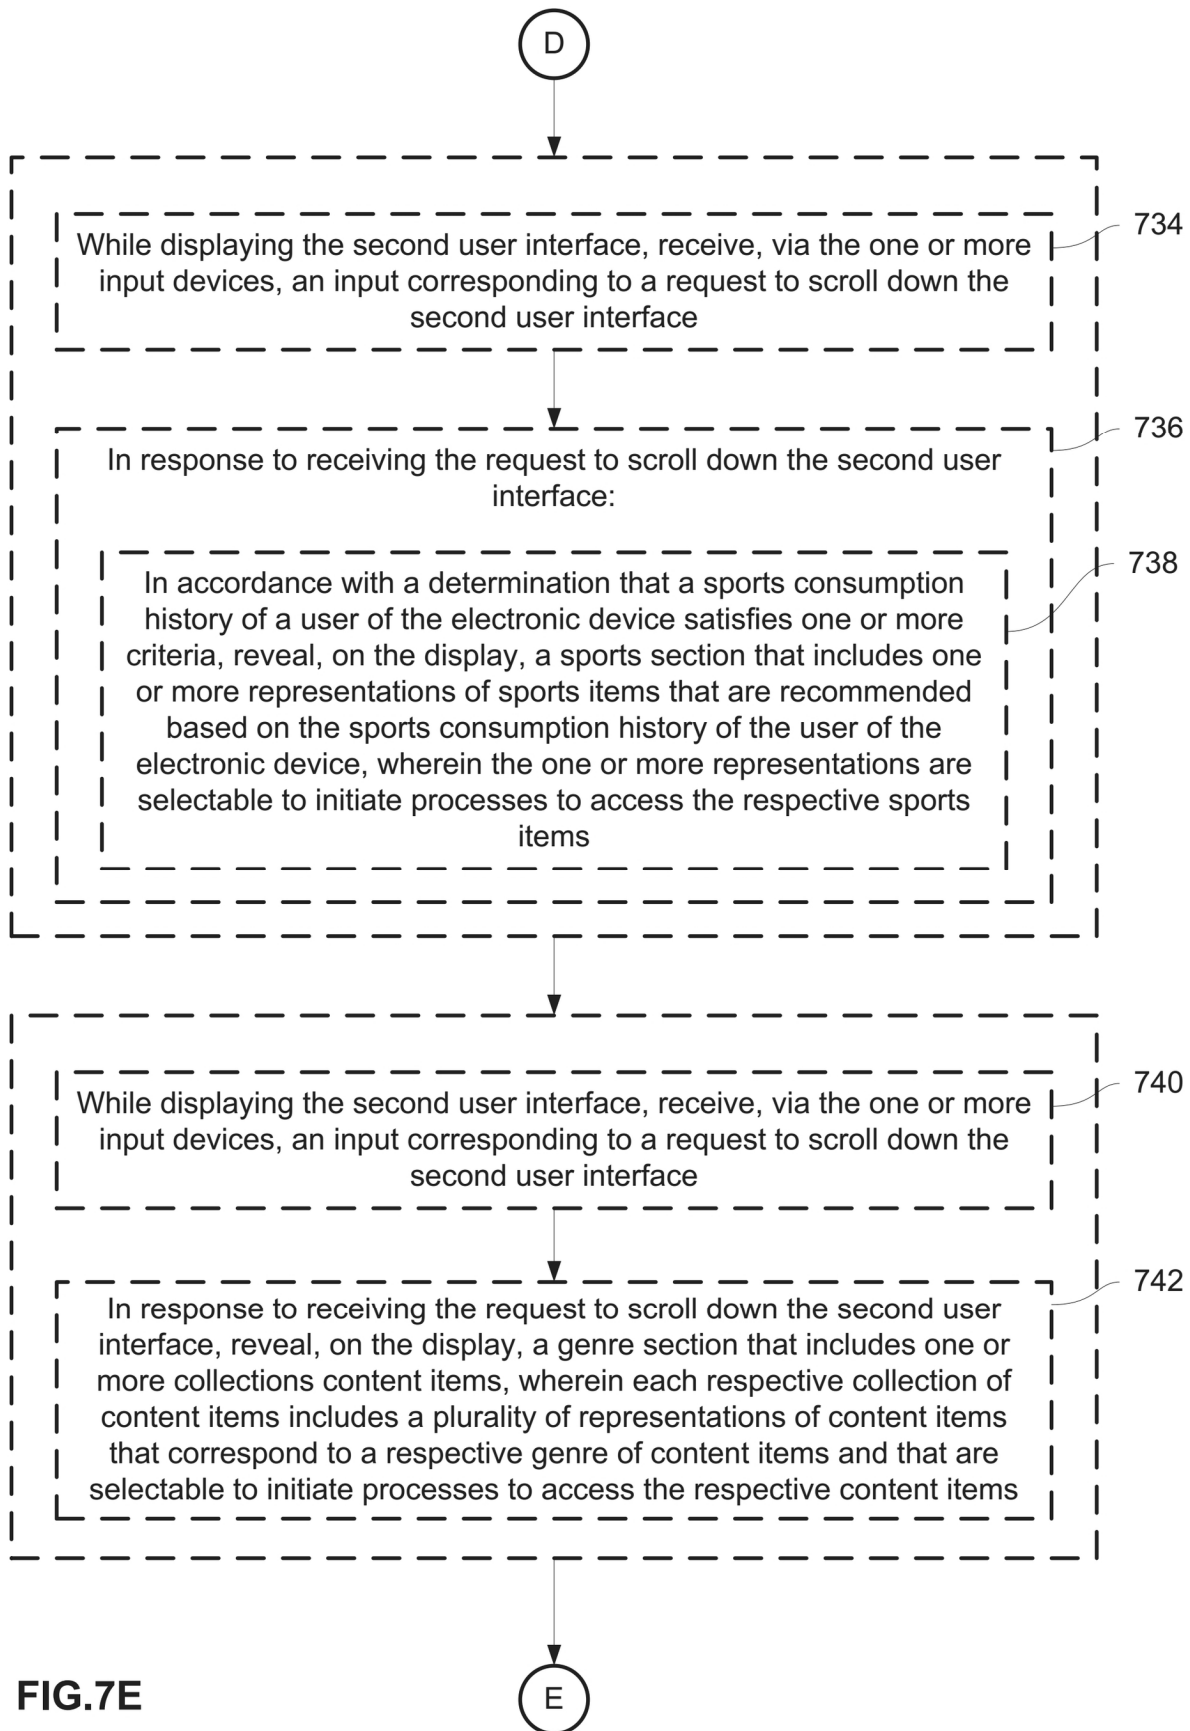 D
734
While displaying the second user interface, receive, via the one or more
input devices, an input corresponding to a request to scroll down the
second user interface
736
In response to receiving the request to scroll down the second user
interface:
738
In accordance with a determination that a sports consumption
history of a user of the electronic device satisfies one or more
criteria, reveal, on the display, a sports section that includes one
or more representations of sports items that are recommended
based on the sports consumption history of the user of the
electronic device, wherein the one or more representations are
selectable to initiate processes to access the respective sports
items
740
While displaying the second user interface, receive, via the one or more
input devices, an input corresponding to a request to scroll down the
second user interface
742
In response to receiving the request to scroll down the second user
interface, reveal, on the display, a genre section that includes one or
more collections content items, wherein each respective collection of
content items includes a plurality of representations of content items
that correspond to a respective genre of content items and that are
selectable to initiate processes to access the respective content items
FIG.7E
E